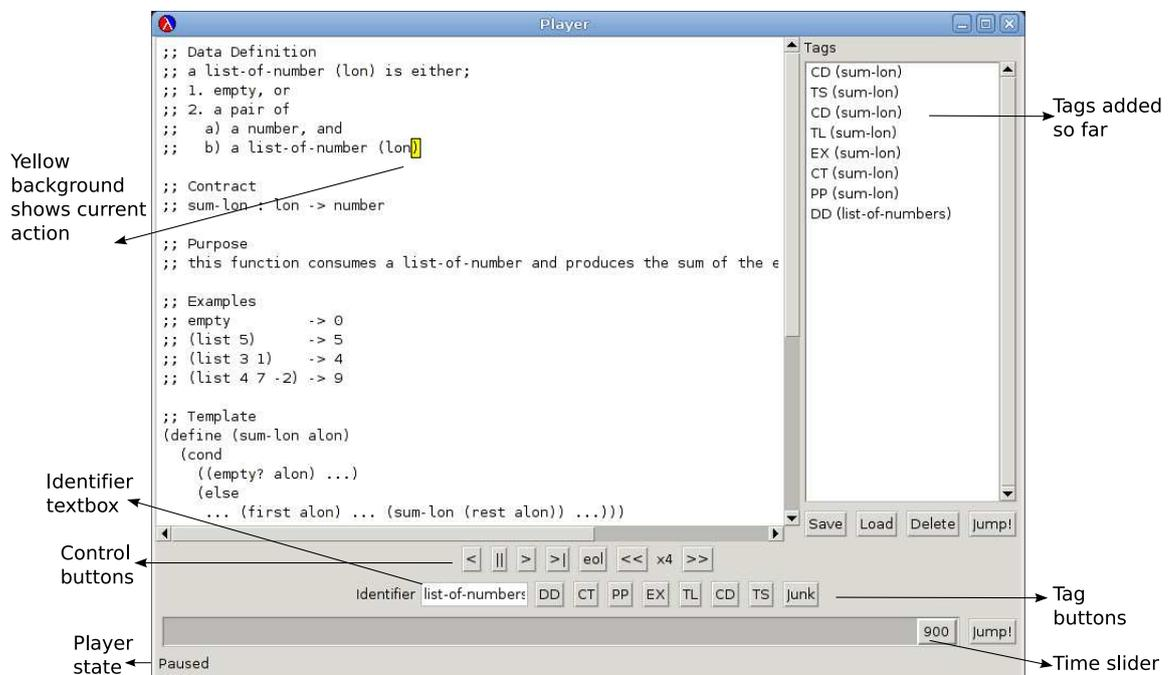 Player
;; Data Definition
;; a list-of-number (lon) is either;
;; 1. empty, or
;; 2. a pair of
;;   a) a number, and
;;   b) a list-of-number (lon)
;; Contract
;; sum-lon : lon -> number
;; Purpose
;; this function consumes a list-of-number and produces the sum of the e
;; Examples
;; empty         -> 0
;; (list 5)      -> 5
;; (list 3 1)    -> 4
;; (list 4 7 -2) -> 9
;; Template
(define (sum-lon alon)
  (cond
    ((empty? alon) ...)
    (else
     ... (first alon) ... (sum-lon (rest alon)) ...)))
Tags
CD (sum-lon)
TS (sum-lon)
CD (sum-lon)
TL (sum-lon)
EX (sum-lon)
CT (sum-lon)
PP (sum-lon)
DD (list-of-numbers)
Save Load Delete Jump!
< || > >| eol << x4 >>
Identifier list-of-numbers DD CT PP EX TL CD TS Junk
900 Jump!
Paused
Yellow
background
shows current
action
Identifier
textbox
Control
buttons
Player
state
Tags added
so far
Tag
buttons
Time slider